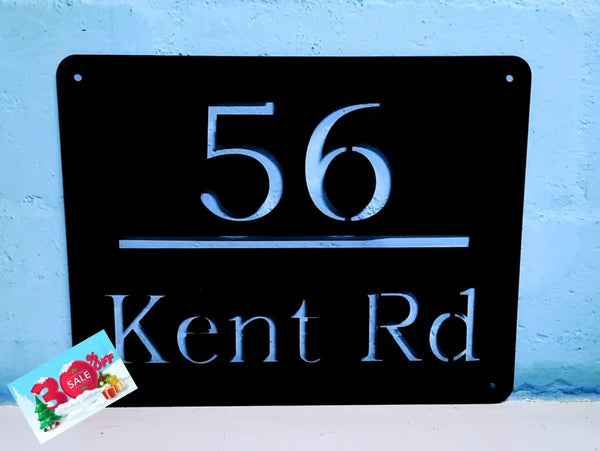 56
Kent Rd
30% OFF
SALE